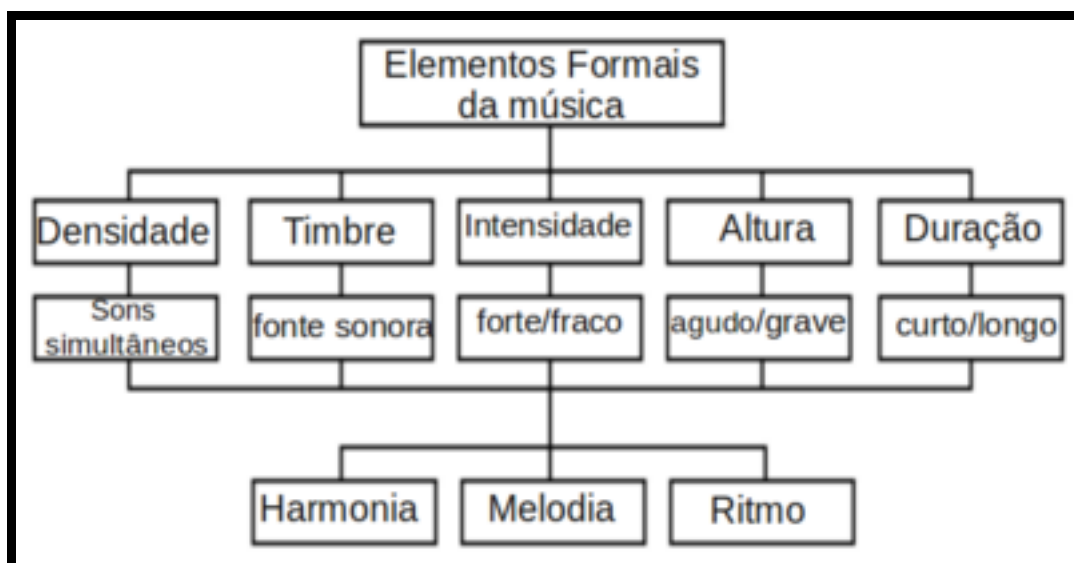 Elementos Formais
da música
Densidade
Timbre
Intensidade
Altura
Duração
Sons
simultâneos
fonte sonora
forte/fraco
agudo/grave
curto/longo
Harmonia
Melodia
Ritmo